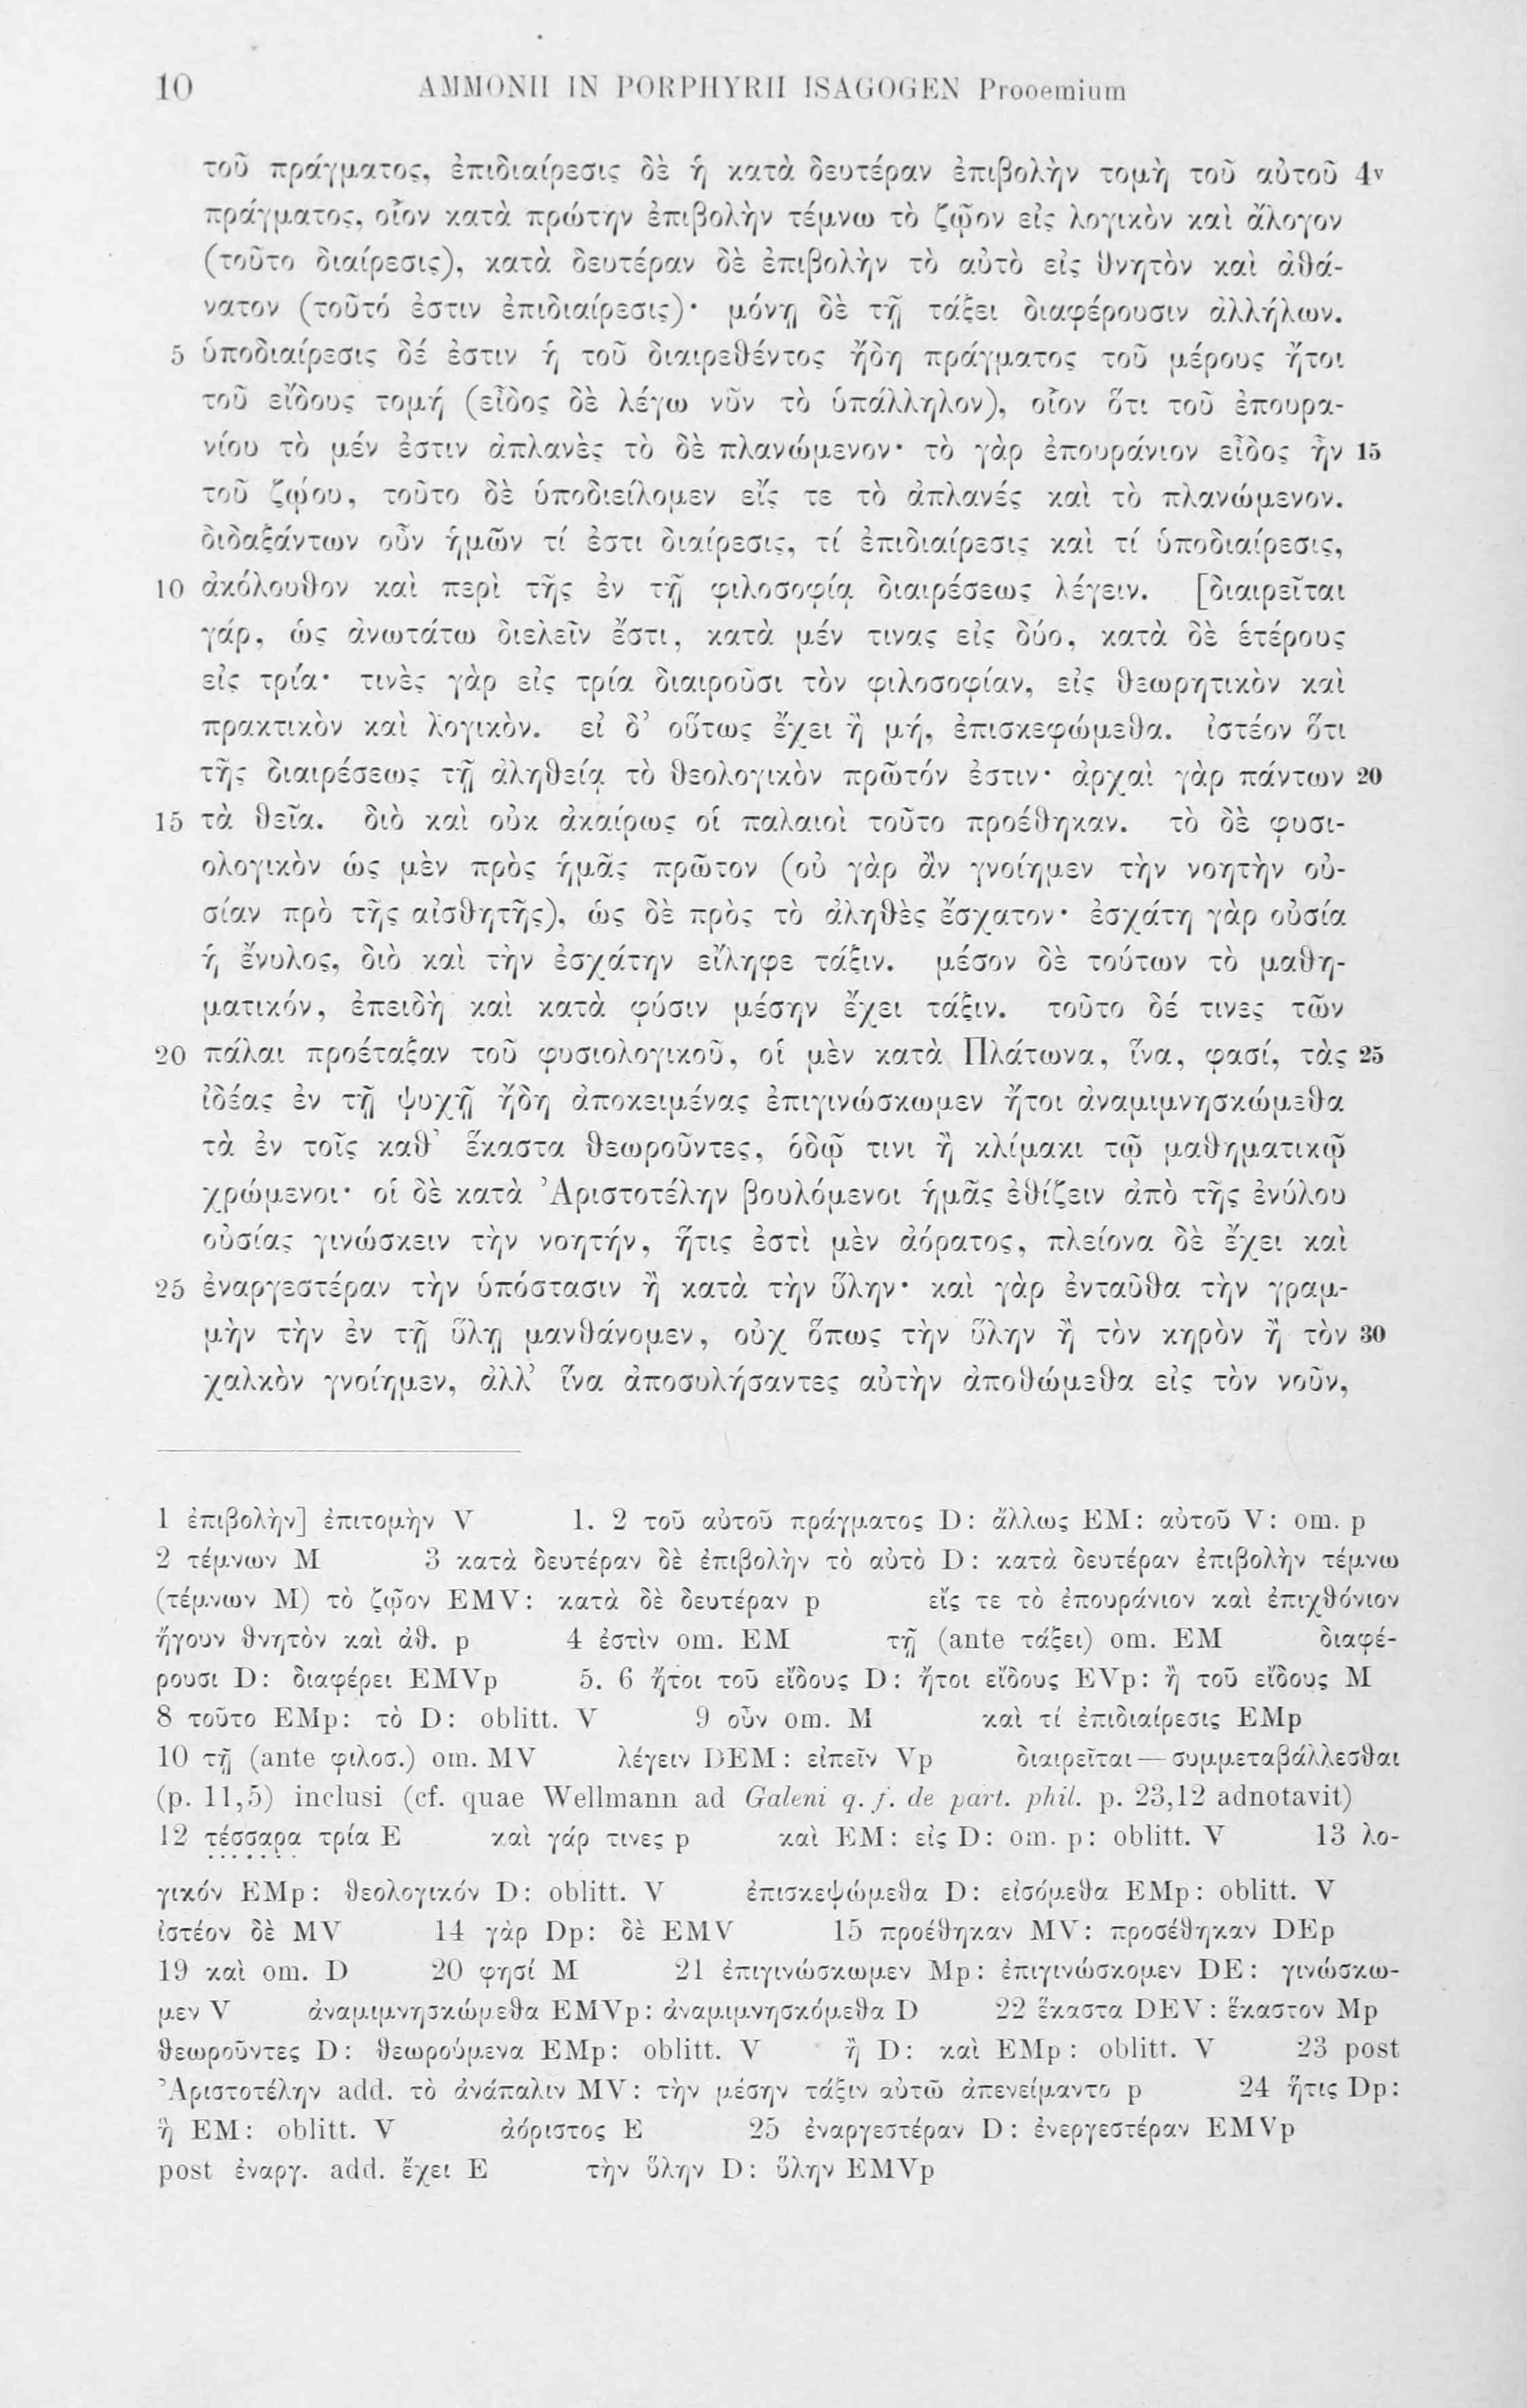 10 AMMONII IN PORPHYRII ISAGOGEN Prooemium
τοῦ πράγματος, ἐπιδιαίρεσις δὲ ἡ κατὰ δευτέραν ἐπιβολὴν τομὴ τοῦ αὐτοῦ 4v
πράγματος, οἷον κατὰ πρώτην ἐπιβολὴν τέμνω τὸ ζῷον εἰς λογικὸν καὶ ἄλογον
(τοῦτο διαίρεσις), κατὰ δευτέραν δὲ ἐπιβολὴν τὸ αὐτὸ εἰς θνητὸν καὶ ἀθά-
νατον (τοῦτό ἐστιν ἐπιδιαίρεσις)· μόνῃ δὲ τῇ τάξει διαφέρουσιν ἀλλήλων.
5 ὑποδιαίρεσις δέ ἐστιν ἡ τοῦ διαιρεθέντος ἤδη πράγματος τοῦ μέρους ἤτοι
τοῦ εἴδους τομή (εἶδος δὲ λέγω νῦν τὸ ὑπάλληλον), οἷον ὅτι τοῦ ἐπουρα-
νίου τὸ μέν ἐστιν ἀπλανὲς τὸ δὲ πλανώμενον· τὸ γὰρ ἐπουράνιον εἶδος ἦν 15
τοῦ ζῴου, τοῦτο δὲ ὑποδιείλομεν εἴς τε τὸ ἀπλανές καὶ τὸ πλανώμενον.
διδαξάντων οὖν ἡμῶν τί ἐστι διαίρεσις, τί ἐπιδιαίρεσις καὶ τί ὑποδιαίρεσις,
10 ἀκόλουθον καὶ περὶ τῆς ἐν τῇ φιλοσοφίᾳ διαιρέσεως λέγειν. [διαιρεῖται
γάρ, ὡς ἀνωτάτω διελεῖν ἔστι, κατὰ μέν τινας εἰς δύο, κατὰ δὲ ἑτέρους
εἰς τρία· τινὲς γὰρ εἰς τρία διαιροῦσι τὸν φιλοσοφίαν, εἰς θεωρητικὸν καὶ
πρακτικὸν καὶ λογικὸν. εἰ δ’ οὕτως ἔχει ἢ μή, ἐπισκεφώμεθα. ἰστέον ὅτι
τῆς διαιρέσεως τῇ ἀληθείᾳ τὸ θεολογικὸν πρῶτόν ἐστιν· ἀρχαὶ γὰρ πάντων 20
15 τὰ θεῖα. διὸ καὶ οὐκ ἀκαίρως οἱ παλαιοὶ τοῦτο προέθηκαν. τὸ δὲ φυσι-
ολογικὸν ὡς μὲν πρὸς ἡμᾶς πρῶτον (οὐ γὰρ ἂν γνοίημεν τὴν νοητὴν οὐ-
σίαν πρὸ τῆς αἰσθητῆς), ὡς δὲ πρὸς τὸ ἀληθὲς ἔσχατον· ἐσχάτη γὰρ οὐσία
ἡ ἔνυλος, διὸ καὶ τὴν ἐσχάτην εἴληφε τάξιν. μέσον δὲ τούτων τὸ μαθη-
ματικόν, ἐπειδὴ καὶ κατὰ φύσιν μέσην ἔχει τάξιν. τοῦτο δέ τινες τῶν
20 πάλαι προέταξαν τοῦ φυσιολογικοῦ, οἱ μὲν κατὰ Πλάτωνα, ἵνα, φασί, τὰς 25
ἰδέας ἐν τῇ ψυχῇ ἤδη ἀποκειμένας ἐπιγινώσκωμεν ἤτοι ἀναμιμνησκώμεθα
τὰ ἐν τοῖς καθ’ ἕκαστα θεωροῦντες, ὁδῷ τινι ἢ κλίμακι τῷ μαθηματικῷ
χρώμενοι· οἱ δὲ κατὰ Ἀριστοτέλην βουλόμενοι ἡμᾶς ἐθίζειν ἀπὸ τῆς ἐνύλου
οὐσίας γινώσκειν τὴν νοητήν, ἥτις ἐστὶ μὲν ἀόρατος, πλείονα δὲ ἔχει καὶ
25 ἐναργεστέραν τὴν ὑπόστασιν ἢ κατὰ τὴν ὕλην· καὶ γὰρ ἐνταῦθα τὴν γραμ-
μὴν τὴν ἐν τῇ ὕλῃ μανθάνομεν, οὐχ ὅπως τὴν ὕλην ἢ τὸν κηρὸν ἢ τὸν 30
χαλκὸν γνοίημεν, ἀλλ’ ἵνα ἀποσυλήσαντες αὐτὴν ἀποθώμεθα εἰς τὸν νοῦν,
1 ἐπιβολὴν] ἐπιτομὴν V 1. 2 τοῦ αὐτοῦ πράγματος D: ἄλλως EM: αὐτοῦ V: om. p
2 τέμνων M 3 κατὰ δευτέραν δὲ ἐπιβολὴν τὸ αὐτὸ D: κατὰ δευτέραν ἐπιβολὴν τέμνω
(τέμνων M) τὸ ζῷον EMV: κατὰ δὲ δευτέραν p εἴς τε τὸ ἐπουράνιον καὶ ἐπιχθόνιον
ἤγουν θνητὸν καὶ ἀθ. p 4 ἐστὶν om. EM τῇ (ante τάξει) om. EM διαφέ-
ρουσι D: διαφέρει EMVp 5. 6 ἤτοι τοῦ εἴδους D: ἤτοι εἴδους EVp: ἢ τοῦ εἴδους M
8 τοῦτο EMp: τὸ D: oblitt. V 9 οὖν om. M καὶ τί ἐπιδιαίρεσις EMp
10 τῇ (ante φιλοσ.) om. MV λέγειν DEM: εἰπεῖν Vp διαιρεῖται — συμμεταβάλλεσθαι
(p. 11,5) inclusi (cf. quae Wellmann ad Galeni q. f. de part. phil. p. 23,12 adnotavit)
12 τέσσαρα τρία E καὶ γάρ τινες p καὶ EM: εἰς D: om. p: oblitt. V 13 λο-
γικόν EMp: θεολογικόν D: oblitt. V ἐπισκεψώμεθα D: εἰσόμεθα EMp: oblitt. V
ἰστέον δὲ MV 14 γὰρ Dp: δὲ EMV 15 προέθηκαν MV: προσέθηκαν DEp
19 καὶ om. D 20 φησί M 21 ἐπιγινώσκωμεν Mp: ἐπιγινώσκομεν DE: γινώσκω-
μεν V ἀναμιμνησκώμεθα EMVp: ἀναμιμνησκόμεθα D 22 ἕκαστα DEV: ἕκαστον Mp
θεωροῦντες D: θεωρούμενα EMp: oblitt. V ἢ D: καὶ EMp: oblitt. V 23 post
Ἀριστοτέλην add. τὸ ἀνάπαλιν MV: τὴν μέσην τάξιν αὐτῶ ἀπενείμαντο p 24 ἥτις Dp:
ἢ EM: oblitt. V ἀόριστος E 25 ἐναργεστέραν D: ἐνεργεστέραν EMVp
post ἐναργ. add. ἔχει E τὴν ὕλην D: ὕλην EMVp